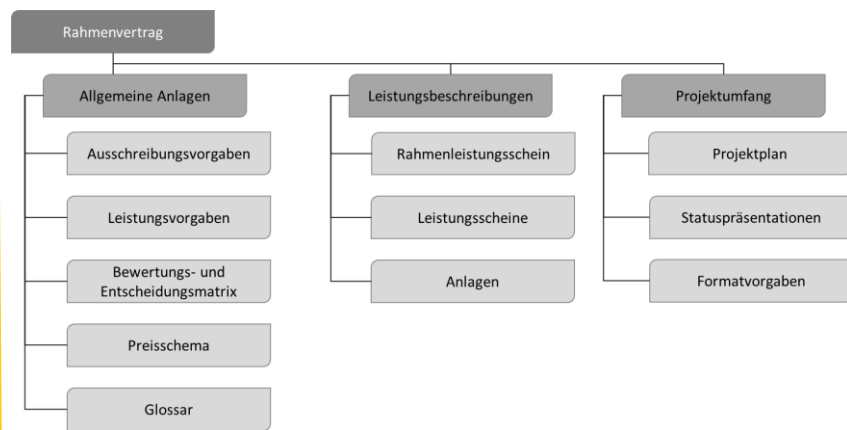 Rahmenvertrag
Allgemeine Anlagen
Ausschreibungsvorgaben
Leistungsvorgaben
Bewertungs- und
Entscheidungsmatrix
Preisschema
Glossar
Leistungsbeschreibungen
Rahmenleistungsschein
Leistungsscheine
Anlagen
Projektumfang
Projektplan
Statuspräsentationen
Formatvorgaben